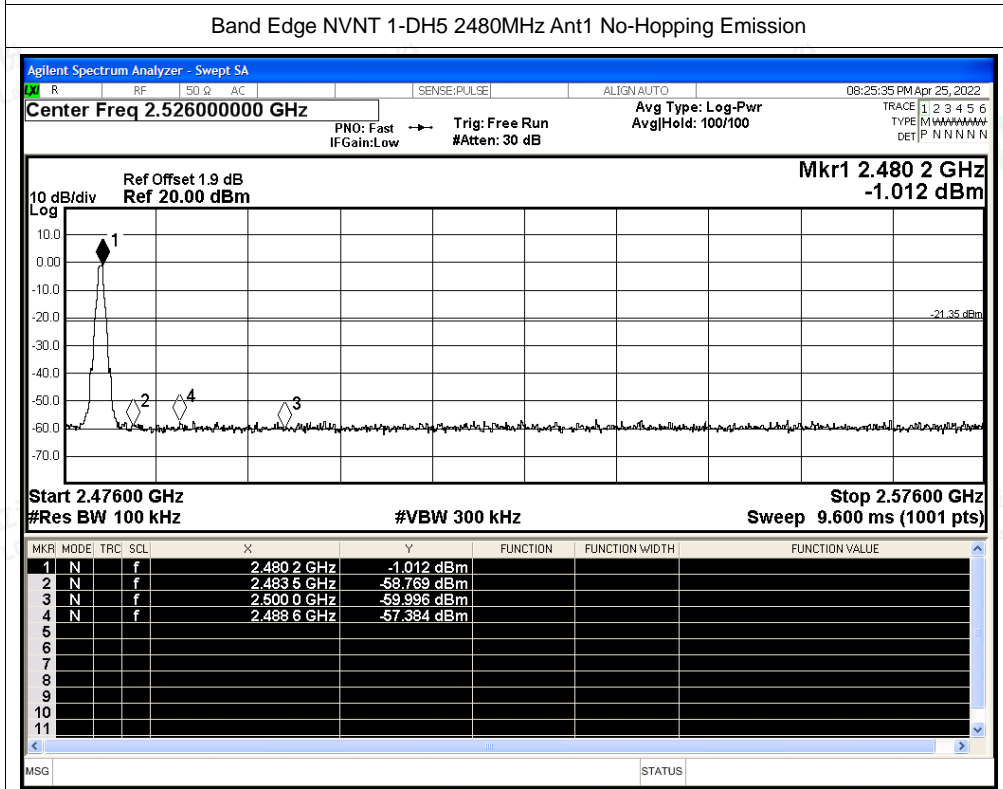 Band Edge NVNT 1-DH5 2480MHz Ant1 No-Hopping Emission
Agilent Spectrum Analyzer - Swept SA
LXI R RF 50 Ω AC SENSE:PULSE ALIGN AUTO 08:25:35 PM Apr 25, 2022
Center Freq 2.526000000 GHz
PNO: Fast
IFGain:Low
Trig: Free Run
#Atten: 30 dB
Avg Type: Log-Pwr
Avg|Hold: 100/100
TRACE 1 2 3 4 5 6
TYPE M WWWWW
DET P N N N N N
Mkr1 2.480 2 GHz
-1.012 dBm
Ref Offset 1.9 dB
10 dB/div Ref 20.00 dBm
Log
10.0
0.00
-10.0
-20.0
-30.0
-40.0
-50.0
-60.0
-70.0
1
2
4
3
-21.35 dBm
Start 2.47600 GHz Stop 2.57600 GHz
#Res BW 100 kHz #VBW 300 kHz Sweep 9.600 ms (1001 pts)
MKR MODE TRC SCL X Y FUNCTION FUNCTION WIDTH FUNCTION VALUE
1 N f 2.480 2 GHz -1.012 dBm
2 N f 2.483 5 GHz -58.769 dBm
3 N f 2.500 0 GHz -59.996 dBm
4 N f 2.488 6 GHz -57.384 dBm
5
6
7
8
9
10
11
MSG STATUS